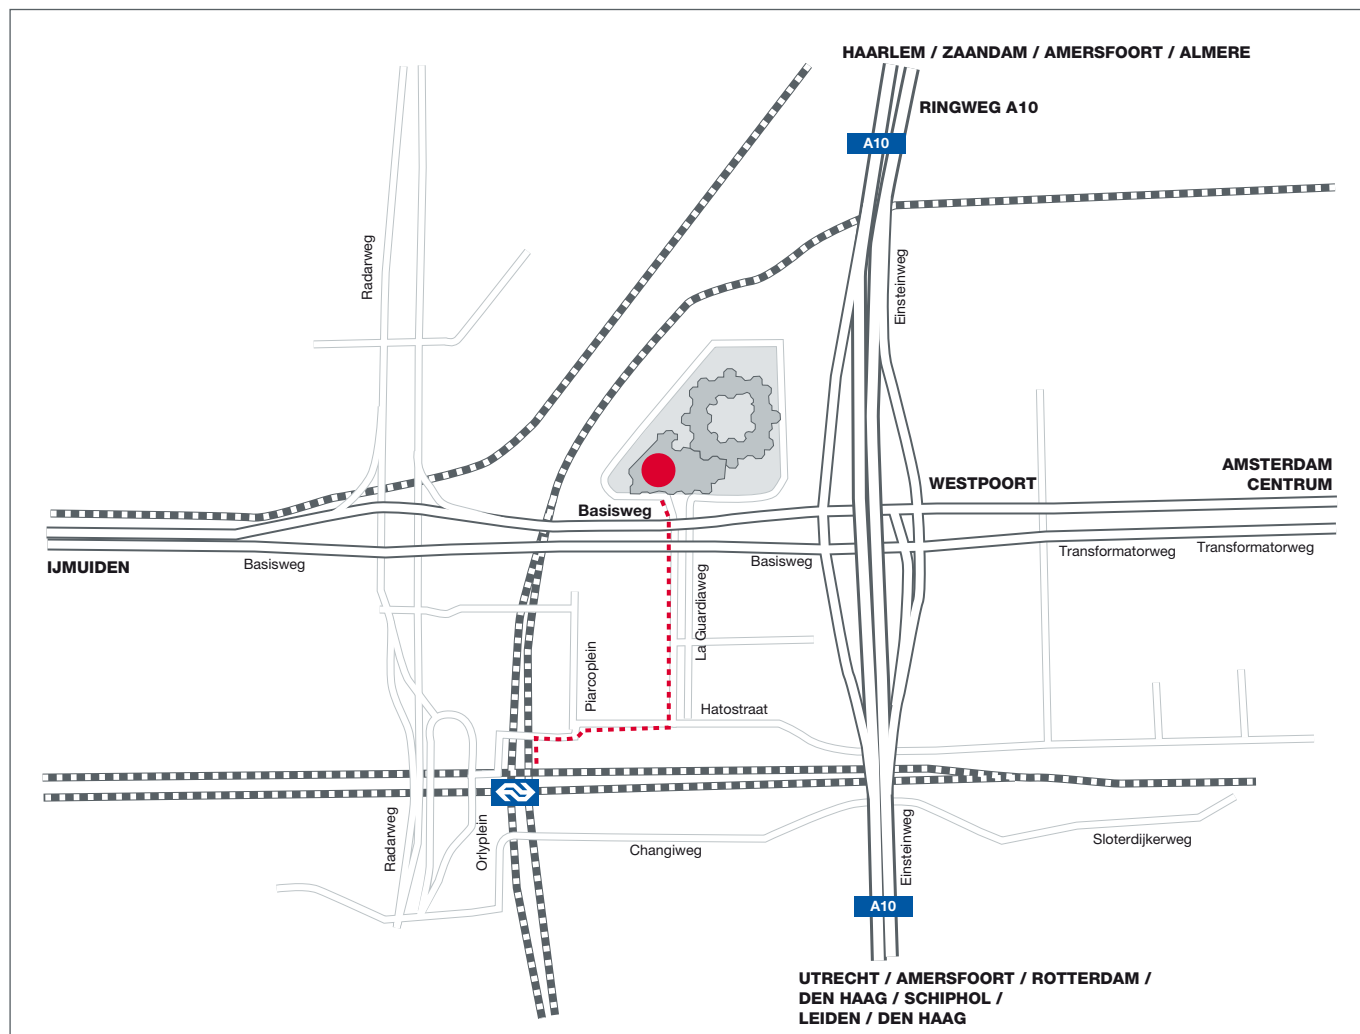 HAARLEM / ZAANDAM / AMERSFOORT / ALMERE
RINGWEG A10
A10
Radarweg
Einsteinweg
WESTPOORT
AMSTERDAM
CENTRUM
Basisweg
IJMUIDEN
Basisweg
Basisweg
Transformatorweg
Transformatorweg
La Guardiaweg
Piarcoplein
Hatostraat
Radarweg
Orlyplein
Changiweg
Einsteinweg
Sloterdijkerweg
A10
UTRECHT / AMERSFOORT / ROTTERDAM /
DEN HAAG / SCHIPHOL /
LEIDEN / DEN HAAG